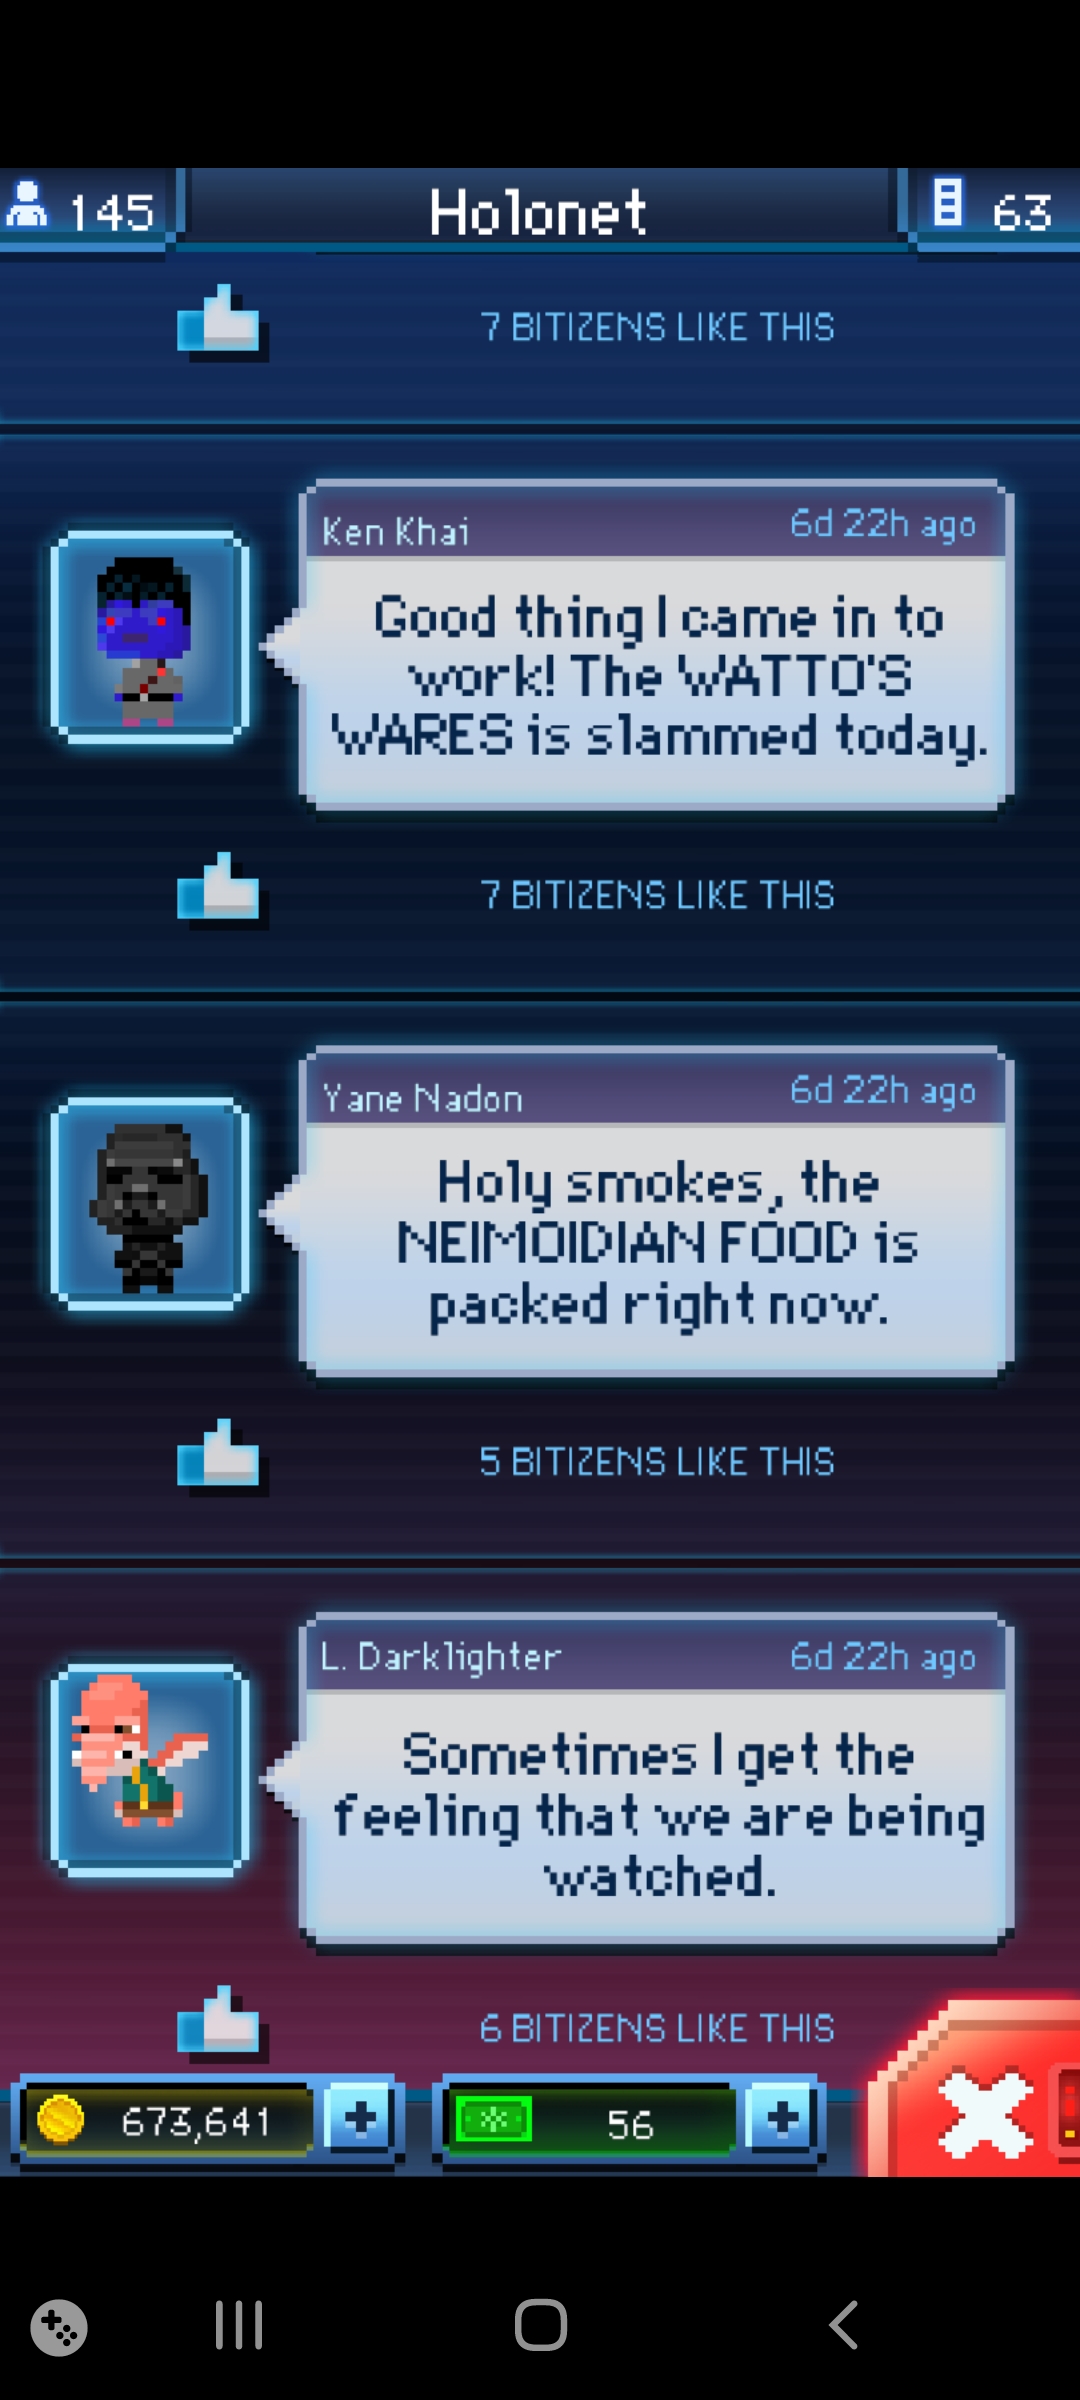 145 Holonet 63
7 BITIZENS LIKE THIS
Ken Khai 6d 22h ago
Good thing I came in to
work! The WATTO'S
WARES is slammed today.
7 BITIZENS LIKE THIS
Yane Nadon 6d 22h ago
Holy smokes, the
NEIMOIDIAN FOOD is
packed right now.
5 BITIZENS LIKE THIS
L. Darklighter 6d 22h ago
Sometimes I get the
feeling that we are being
watched.
6 BITIZENS LIKE THIS
673,641 56